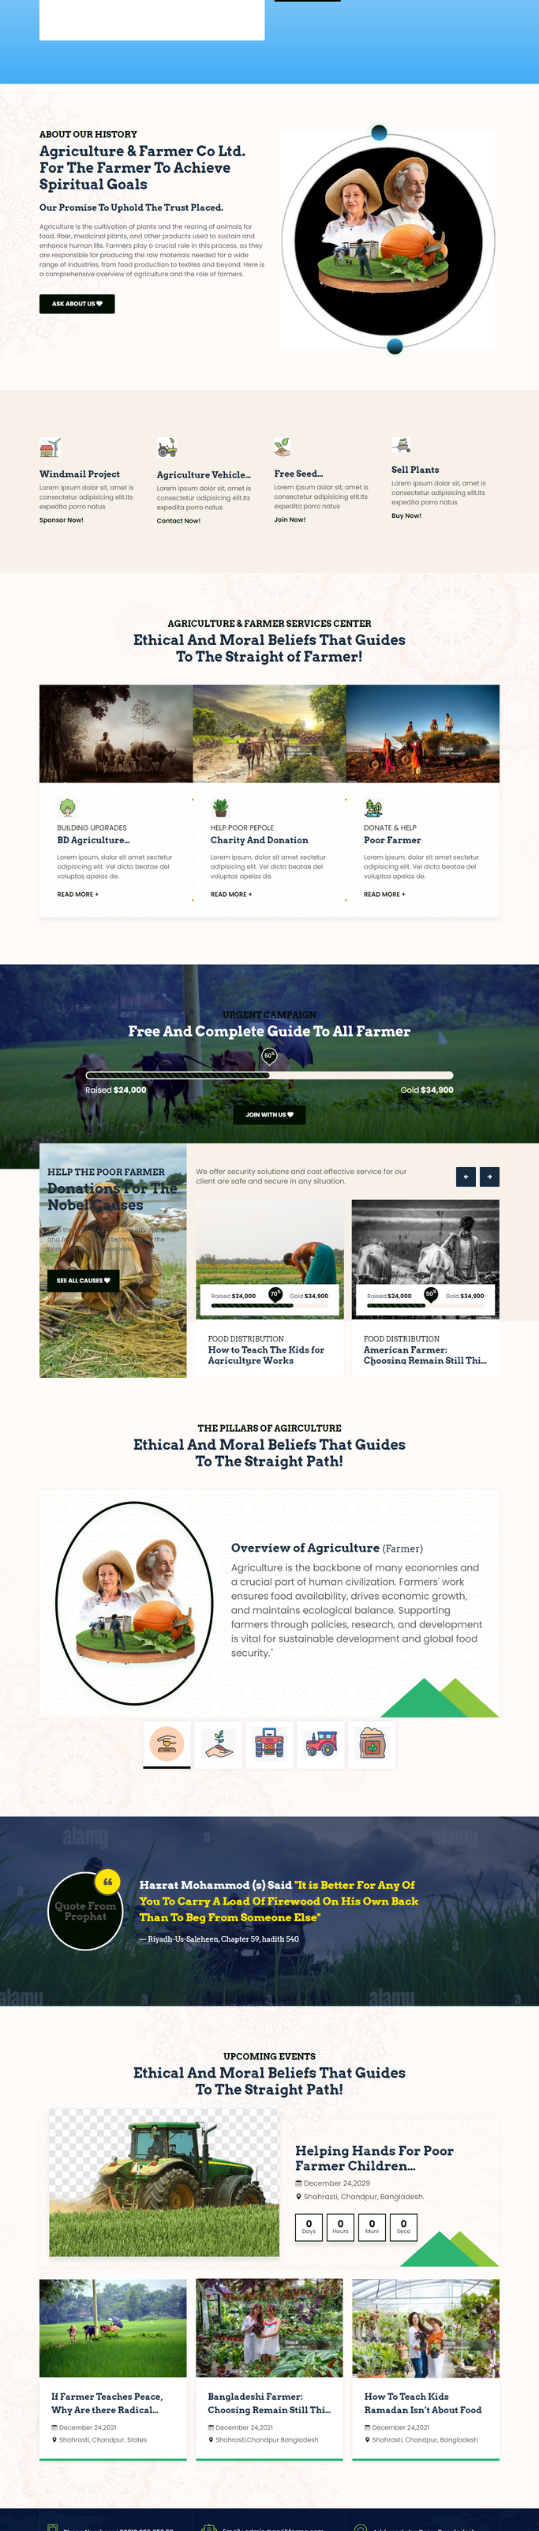 ABOUT OUR HISTORY
Agriculture & Farmer Co Ltd.
For The Farmer To Achieve
Spiritual Goals
Our Promise To Uphold The Trust Placed.
Agriculture is the cultivation of plants and the rearing of animals for
food, fiber, medicinal plants, and other products used to sustain and
enhance human life. Farmers play a crucial role in this process, as they
are responsible for producing the raw materials needed for a wide
range of industries, from food production to textiles and beyond. Here is
a comprehensive overview of agriculture and the role of farmers.
ASK ABOUT US
Windmail Project
Lorem ipsum dolor sit, amet is
consectetur adipisicing elit.Its
expedita porro natus
Sponsor Now!
Agriculture Vehicle...
Lorem ipsum dolor sit, amet is
consectetur adipisicing elit.Its
expedita porro natus
Contact Now!
Free Seed...
Lorem ipsum dolor sit, amet is
consectetur adipisicing elit.Its
expedita porro natus
Join Now!
Sell Plants
Lorem ipsum dolor sit, amet is
consectetur adipisicing elit.Its
expedita porro natus
Buy Now!
AGRICULTURE & FARMER SERVICES CENTER
Ethical And Moral Beliefs That Guides
To The Straight of Farmer!
iStock
iStock
BUILDING UPGRADES
BD Agriculture...
Lorem ipsum, dolor sit amet sectetur
adipisicing elit. Vel dicto beatae del
voluptas apelas de.
READ MORE +
HELP POOR PEPOLE
Charity And Donation
Lorem ipsum, dolor sit amet sectetur
adipisicing elit. Vel dicto beatae del
voluptas apelas de.
READ MORE +
DONATE & HELP
Poor Farmer
Lorem ipsum, dolor sit amet sectetur
adipisicing elit. Vel dicto beatae del
voluptas apelas de.
READ MORE +
URGENT CAMPAIGN
Free And Complete Guide To All Farmer
50%
Raised $24,000
Gold $34,900
JOIN WITH US
HELP THE POOR FARMER
Donations For The
Nobel Causes
SEE ALL CAUSES
We offer security solutions and cost effective service for our
client are safe and secure in any situation.
Raised $24,000
70%
Gold $34,900
FOOD DISTRIBUTION
How to Teach The Kids for
Agriculture Works
Raised $24,000
50%
Gold $34,900
FOOD DISTRIBUTION
American Farmer:
Choosing Remain Still Thi...
THE PILLARS OF AGIRCULTURE
Ethical And Moral Beliefs That Guides
To The Straight Path!
Overview of Agriculture (Farmer)
Agriculture is the backbone of many economies and
a crucial part of human civilization. Farmers' work
ensures food availability, drives economic growth,
and maintains ecological balance. Supporting
farmers through policies, research, and development
is vital for sustainable development and global food
security."
alamy
alamy
Quote From
Prophat
Hazrat Mohammod (s) Said "It is Better For Any Of
You To Carry A Load Of Firewood On His Own Back
Than To Beg From Someone Else"
— Riyadh-Us-Saleheen, Chapter 59, hadith 540
alamy
alamy
UPCOMING EVENTS
Ethical And Moral Beliefs That Guides
To The Straight Path!
Helping Hands For Poor
Farmer Children...
December 24,2029
Shahrasti, Chandpur, Bangladesh.
0 0 0 0
Days Hours Muni Seco
iStock
iStock
If Farmer Teaches Peace,
Why Are there Radical...
December 24,2021
Shahrasti, Chandpur, States
Bangladeshi Farmer:
Choosing Remain Still Thi...
December 24,2021
Shahrasti,Chandpur Bangladesh
How To Teach Kids
Ramadan Isn't About Food
December 24,2021
Shahrasti, Chandpur, Bangladesh